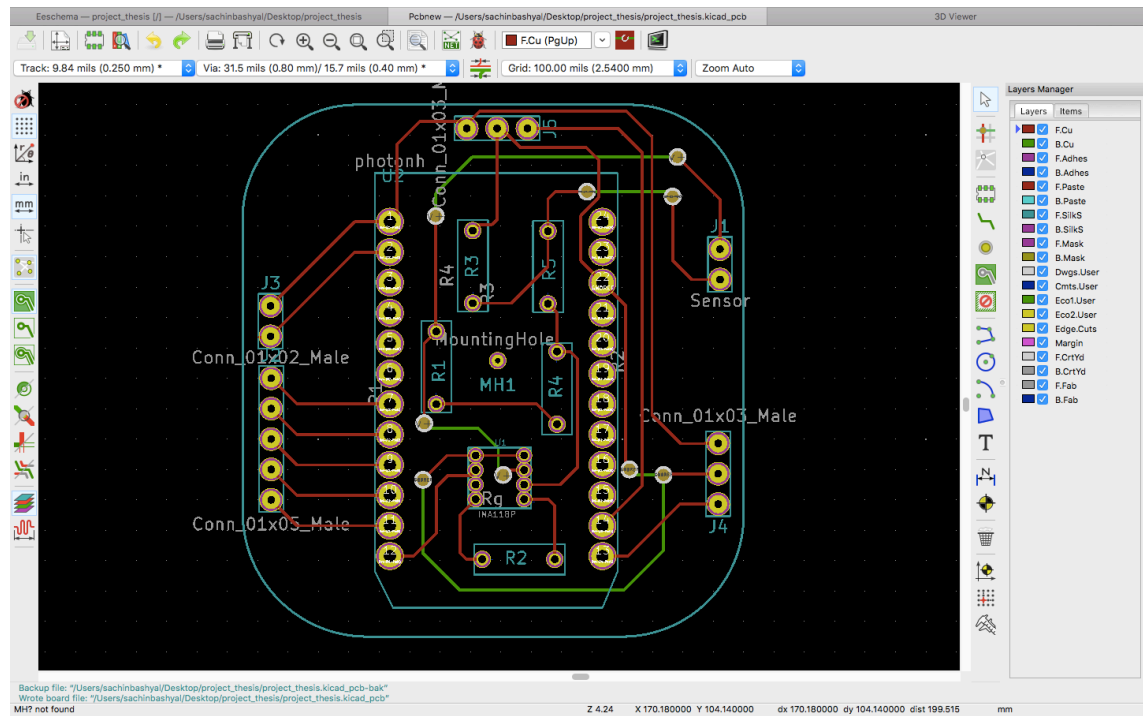 Eeschema — project_thesis [/] — /Users/sachinbashyal/Desktop/project_thesis
Pcbnew — /Users/sachinbashyal/Desktop/project_thesis/project_thesis.kicad_pcb
3D Viewer
F.Cu (PgUp)
Track: 9.84 mils (0.250 mm) *
Via: 31.5 mils (0.80 mm)/ 15.7 mils (0.40 mm) *
Grid: 100.00 mils (2.5400 mm)
Zoom Auto
in
mm
NET
T
N
Layers Manager
Layers
Items
F.Cu
B.Cu
F.Adhes
B.Adhes
F.Paste
B.Paste
F.SilkS
B.SilkS
F.Mask
B.Mask
Dwgs.User
Cmts.User
Eco1.User
Eco2.User
Edge.Cuts
Margin
F.CrtYd
B.CrtYd
F.Fab
B.Fab
Conn_01x03_M
J5
photonh
U2
J1
Sensor
R4
R3
R3
R5
J3
Conn_01x02_Male
MountingHole
MH1
R1
R4
R2
R1
Conn_01x03_Male
J4
U1
Rg
INA118P
R2
Conn_01x05_Male
Backup file: "/Users/sachinbashyal/Desktop/project_thesis/project_thesis.kicad_pcb-bak"
Wrote board file: "/Users/sachinbashyal/Desktop/project_thesis/project_thesis.kicad_pcb"
MH? not found
Z 4.24
X 170.180000 Y 104.140000
dx 170.180000 dy 104.140000 dist 199.515
mm